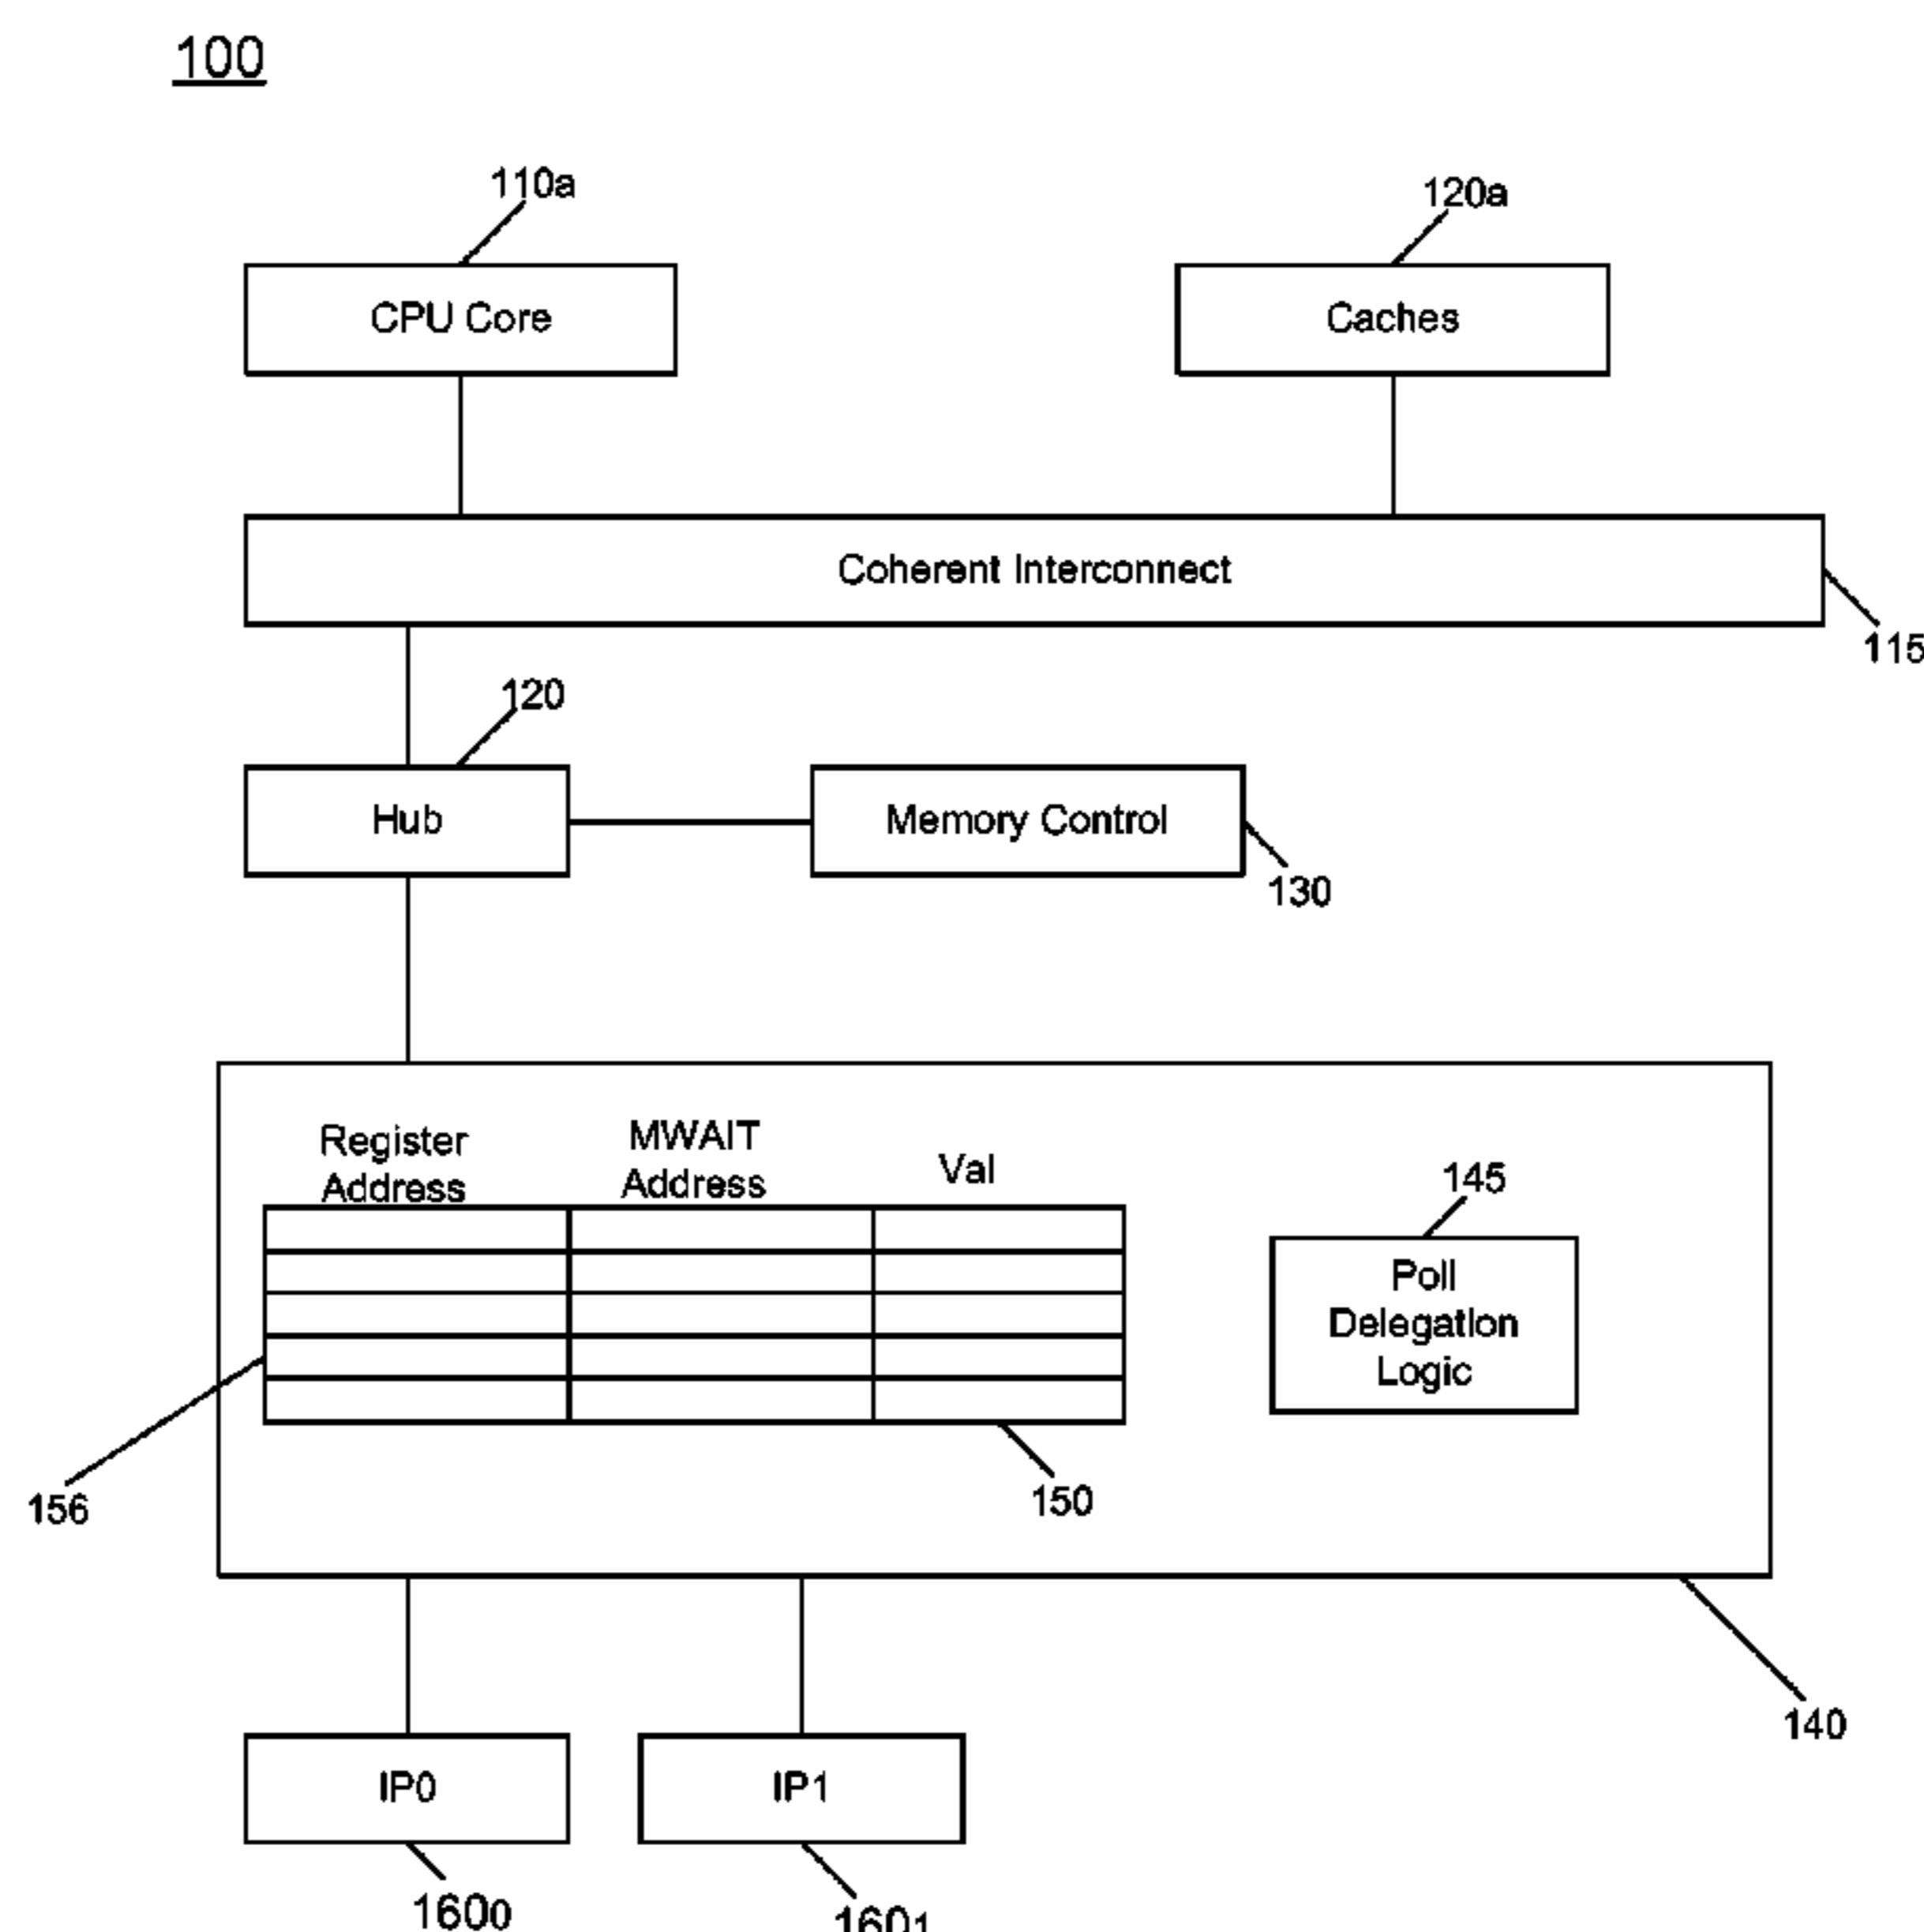 100
110a
120a
CPU Core
Caches
Coherent Interconnect
115
120
Hub
Memory Control
130
Register
Address
MWAIT
Address
Val
145
Poll
Delegation
Logic
156
150
140
IP0
IP1
160₀
160₁